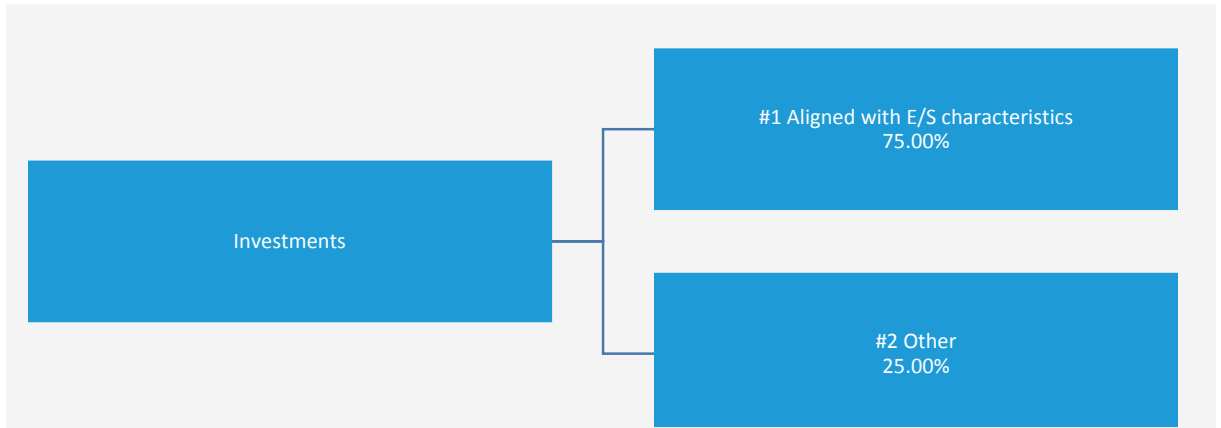 Investments
#1 Aligned with E/S characteristics
75.00%
#2 Other
25.00%